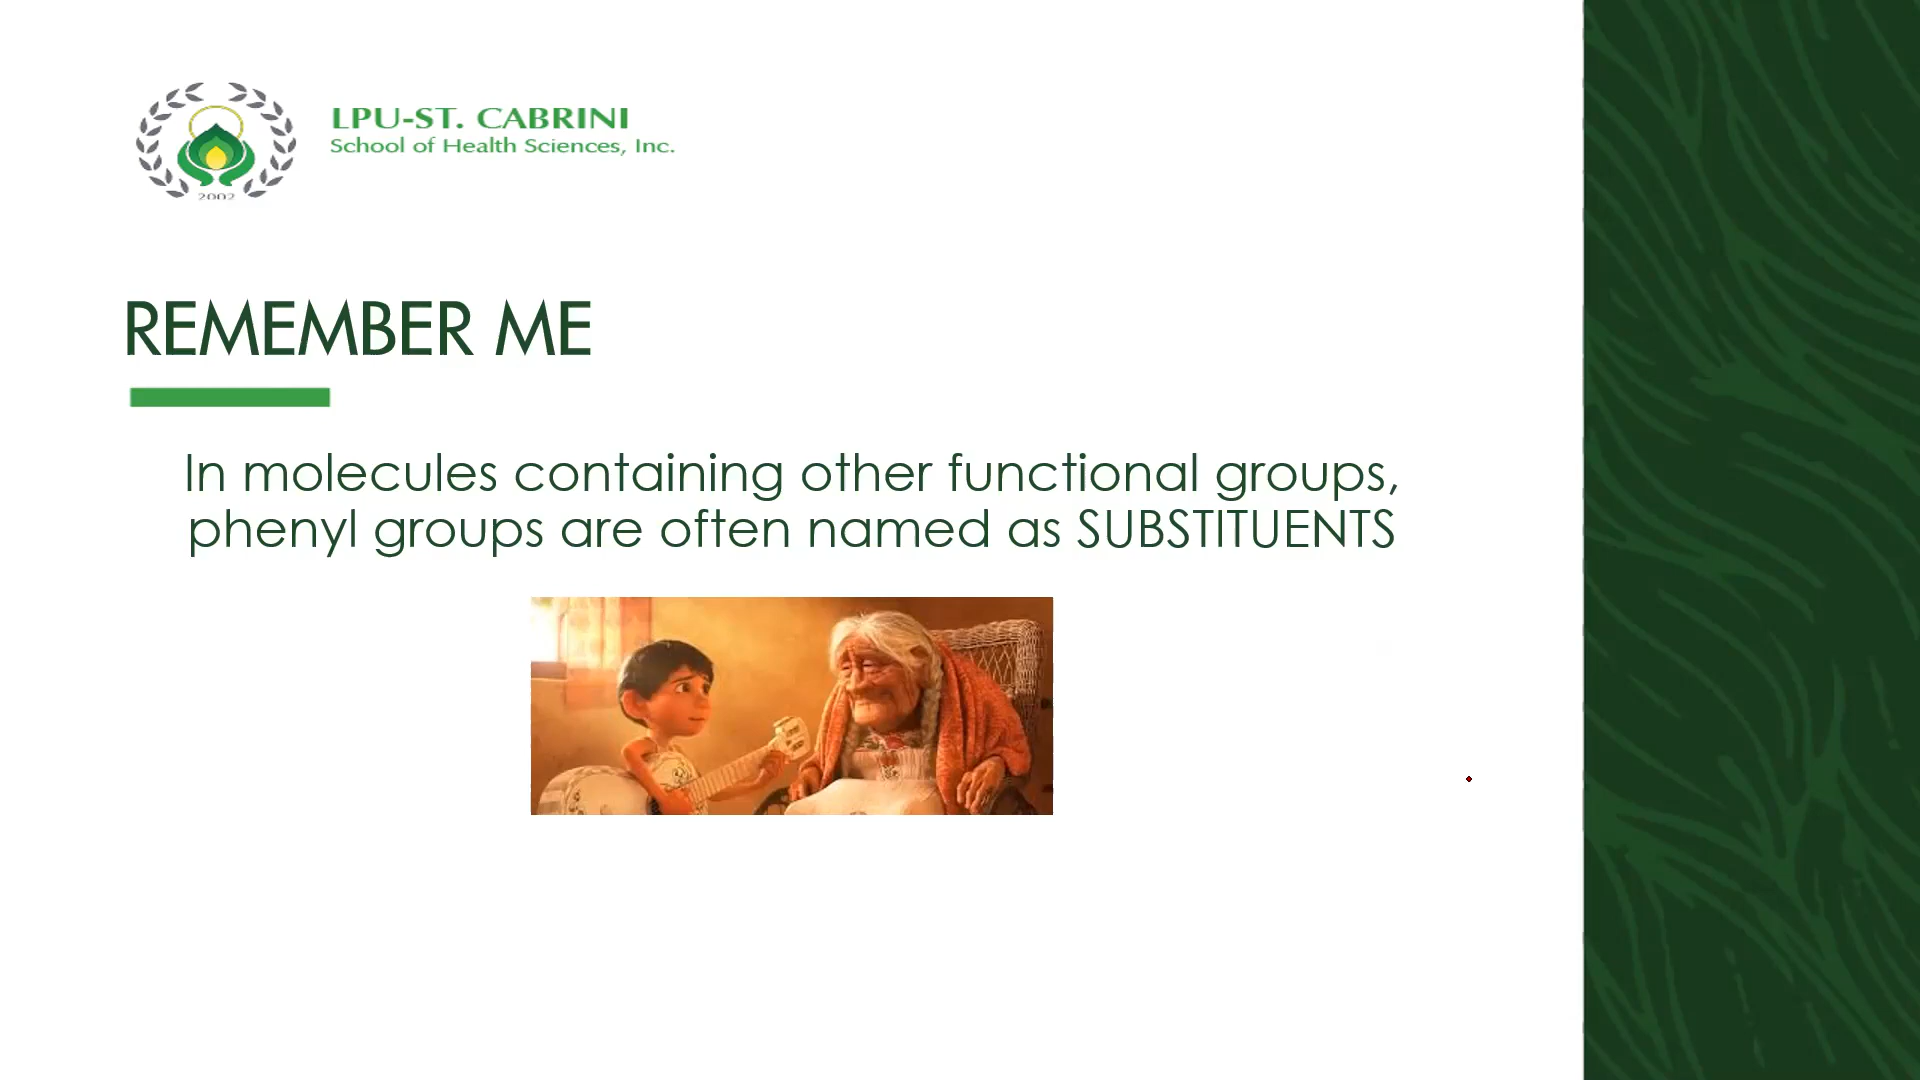 LPU-ST. CABRINI
School of Health Sciences, Inc.
2002
REMEMBER ME
In molecules containing other functional groups,
phenyl groups are often named as SUBSTITUENTS